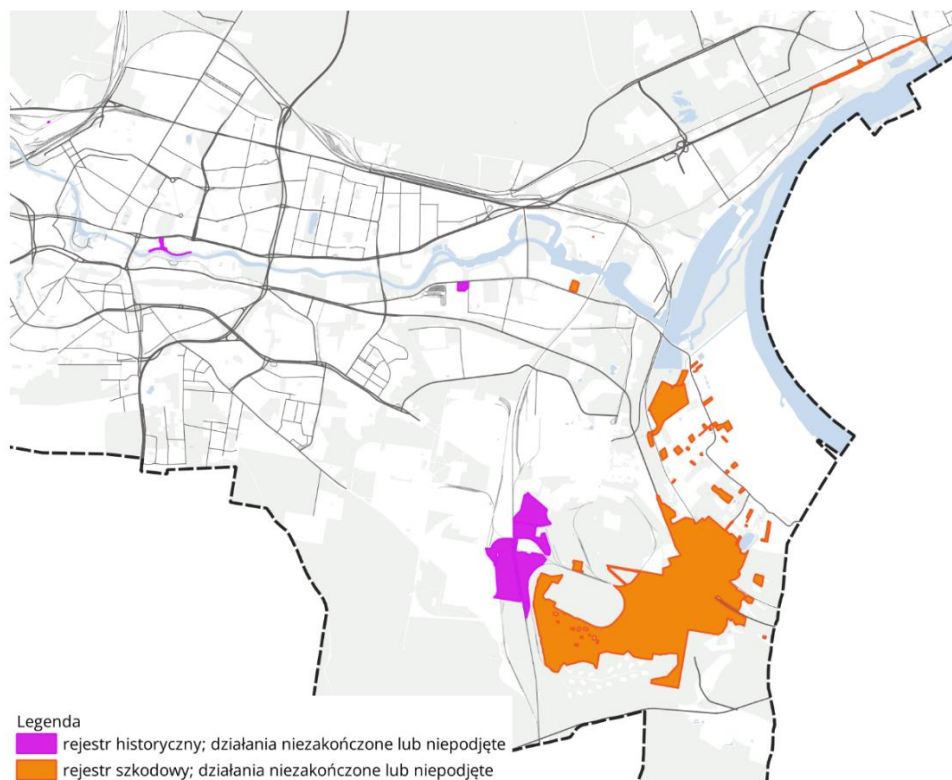 Legenda
rejestr historyczny; działania niezakończone lub niepodjęte
rejestr szkodowy; działania niezakończone lub niepodjęte